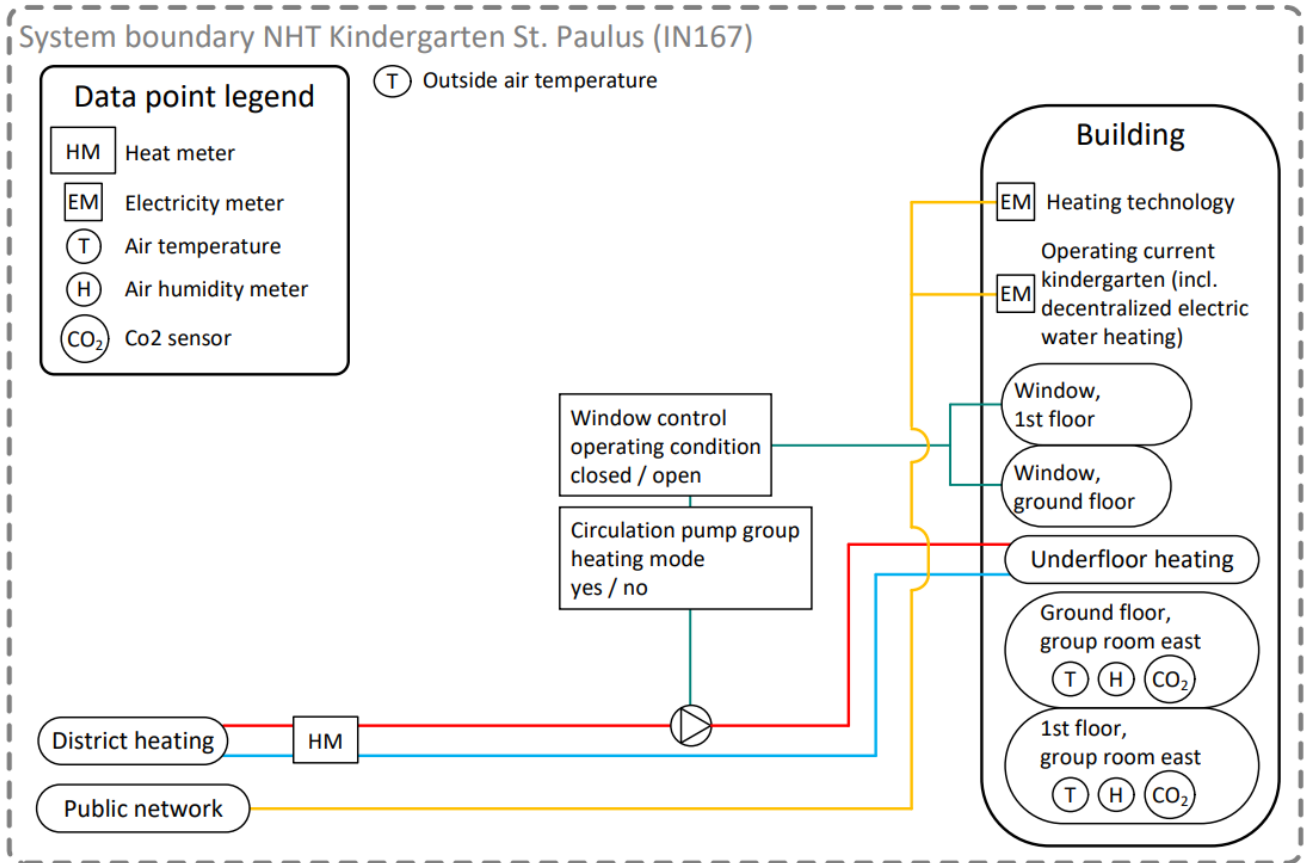 System boundary NHT Kindergarten St. Paulus (IN167)
Data point legend
HM Heat meter
EM Electricity meter
T Air temperature
H Air humidity meter
CO₂ Co2 sensor
T Outside air temperature
Building
EM Heating technology
Operating current
kindergarten (incl.
EM
decentralized electric
water heating)
Window,
1st floor
Window,
ground floor
Window control
operating condition
closed / open
Circulation pump group
heating mode
yes / no
Underfloor heating
Ground floor,
group room east
T H CO₂
1st floor,
group room east
T H CO₂
District heating
HM
Public network